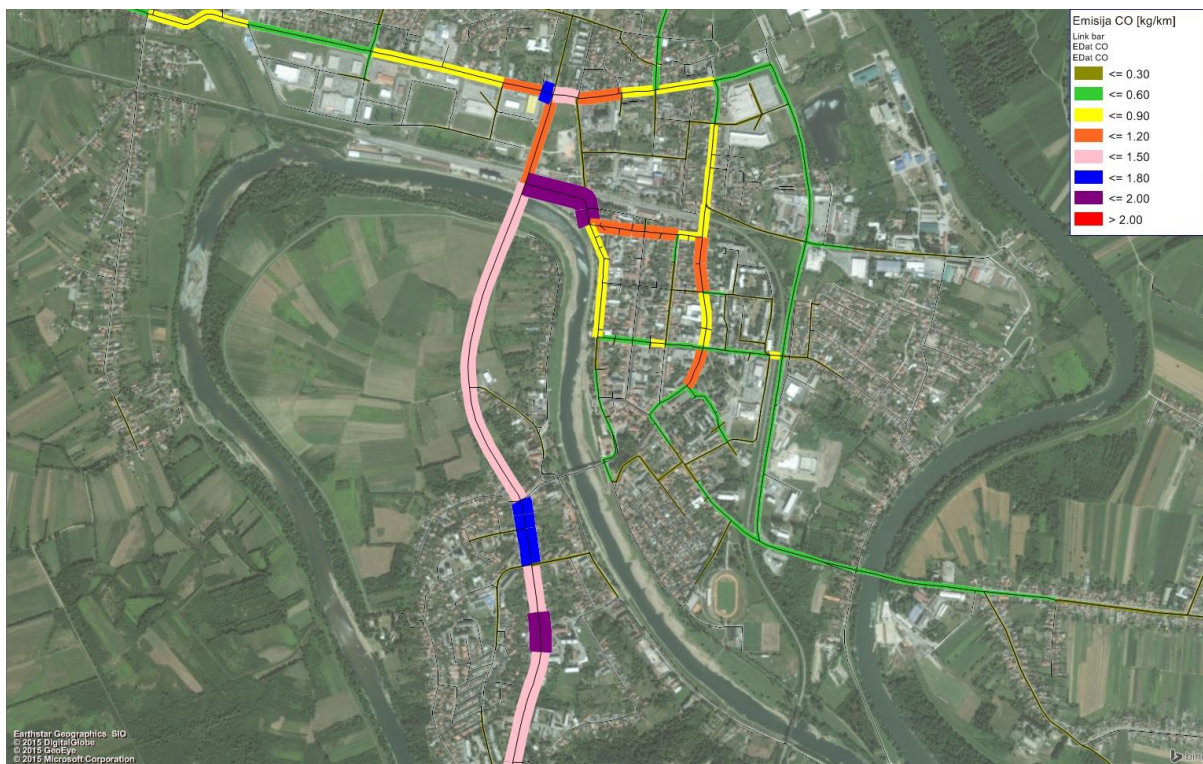 Emisija CO [kg/km]
Link bar
EDat CO
EDat CO
<= 0.30
<= 0.60
<= 0.90
<= 1.20
<= 1.50
<= 1.80
<= 2.00
> 2.00
Earthstar Geographics SIO
© 2015 DigitalGlobe
© 2015 GeoEye
© 2015 Microsoft Corporation